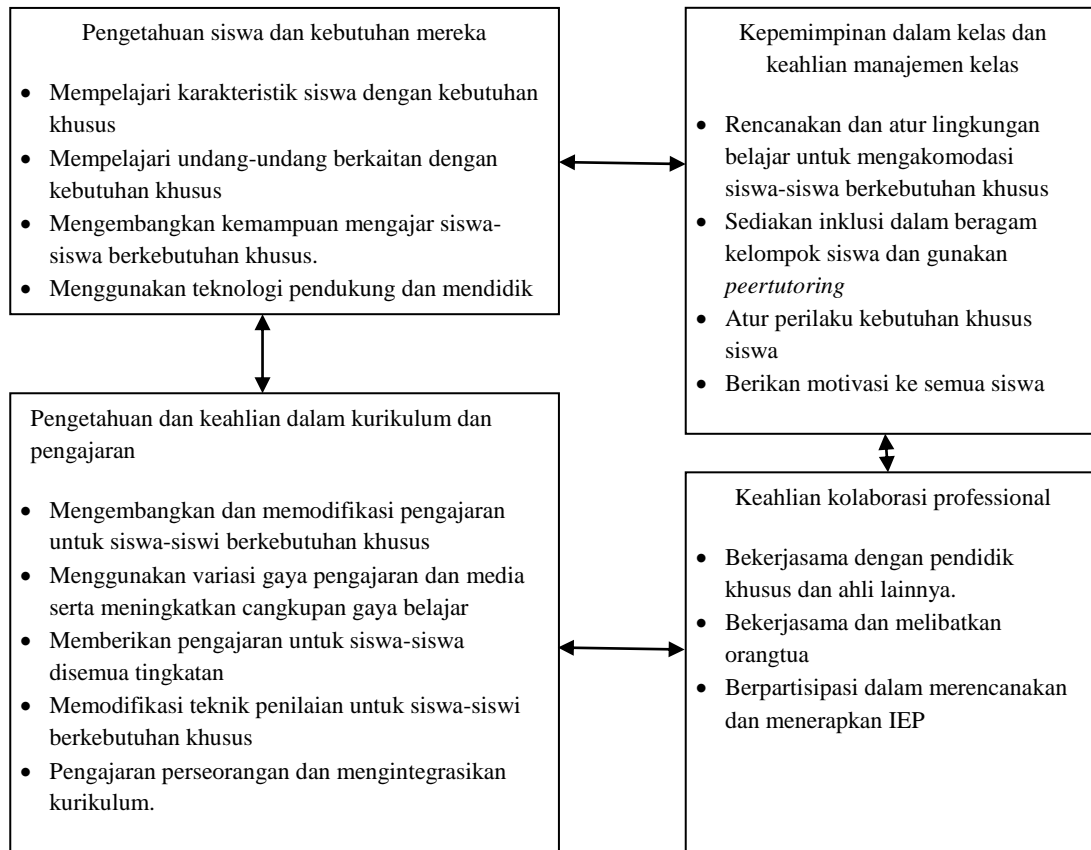 Pengetahuan siswa dan kebutuhan mereka
• Mempelajari karakteristik siswa dengan kebutuhan
khusus
• Mempelajari undang-undang berkaitan dengan
kebutuhan khusus
• Mengembangkan kemampuan mengajar siswa-
siswa berkebutuhan khusus.
• Menggunakan teknologi pendukung dan mendidik
Kepemimpinan dalam kelas dan
keahlian manajemen kelas
• Rencanakan dan atur lingkungan
belajar untuk mengakomodasi
siswa-siswa berkebutuhan khusus
• Sediakan inklusi dalam beragam
kelompok siswa dan gunakan
peertutoring
• Atur perilaku kebutuhan khusus
siswa
• Berikan motivasi ke semua siswa
Pengetahuan dan keahlian dalam kurikulum dan
pengajaran
• Mengembangkan dan memodifikasi pengajaran
untuk siswa-siswi berkebutuhan khusus
• Menggunakan variasi gaya pengajaran dan media
serta meningkatkan cangkupan gaya belajar
• Memberikan pengajaran untuk siswa-siswa
disemua tingkatan
• Memodifikasi teknik penilaian untuk siswa-siswi
berkebutuhan khusus
• Pengajaran perseorangan dan mengintegrasikan
kurikulum.
Keahlian kolaborasi professional
• Bekerjasama dengan pendidik
khusus dan ahli lainnya.
• Bekerjasama dan melibatkan
orangtua
• Berpartisipasi dalam merencanakan
dan menerapkan IEP